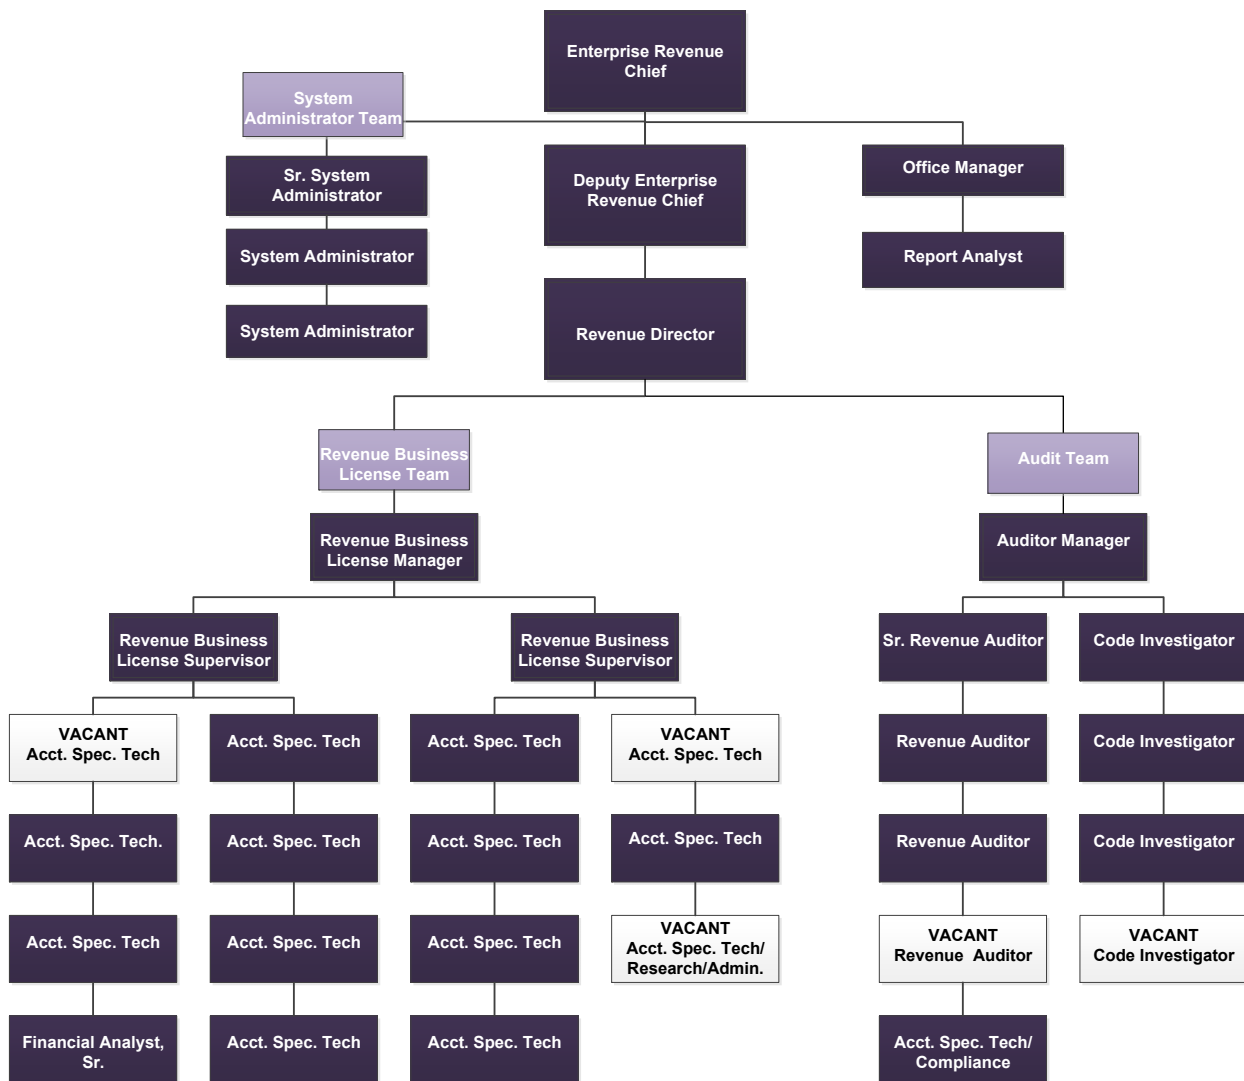 Enterprise Revenue
Chief
System
Administrator Team
Sr. System
Administrator
Deputy Enterprise
Revenue Chief
Office Manager
System Administrator
Report Analyst
System Administrator
Revenue Director
Revenue Business
License Team
Audit Team
Revenue Business
License Manager
Auditor Manager
Revenue Business
License Supervisor
Revenue Business
License Supervisor
Sr. Revenue Auditor
Code Investigator
VACANT
Acct. Spec. Tech
Acct. Spec. Tech
Acct. Spec. Tech
VACANT
Acct. Spec. Tech
Revenue Auditor
Code Investigator
Acct. Spec. Tech.
Acct. Spec. Tech
Acct. Spec. Tech
Acct. Spec. Tech
Revenue Auditor
Code Investigator
Acct. Spec. Tech
Acct. Spec. Tech
Acct. Spec. Tech
VACANT
Acct. Spec. Tech/
Research/Admin.
VACANT
Revenue  Auditor
VACANT
Code Investigator
Financial Analyst,
Sr.
Acct. Spec. Tech
Acct. Spec. Tech
Acct. Spec. Tech/
Compliance